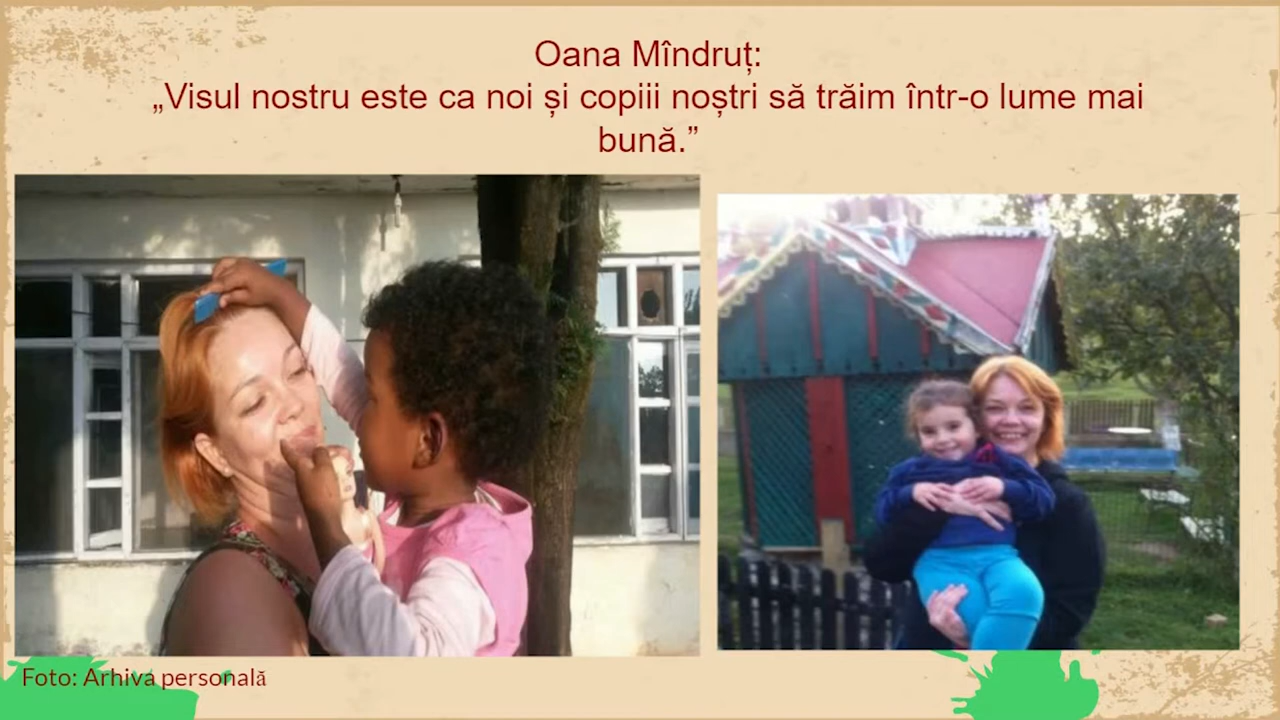 Oana Mîndruț:
„Visul nostru este ca noi și copiii noștri să trăim într-o lume mai
bună.”
Foto: Arhiva personală